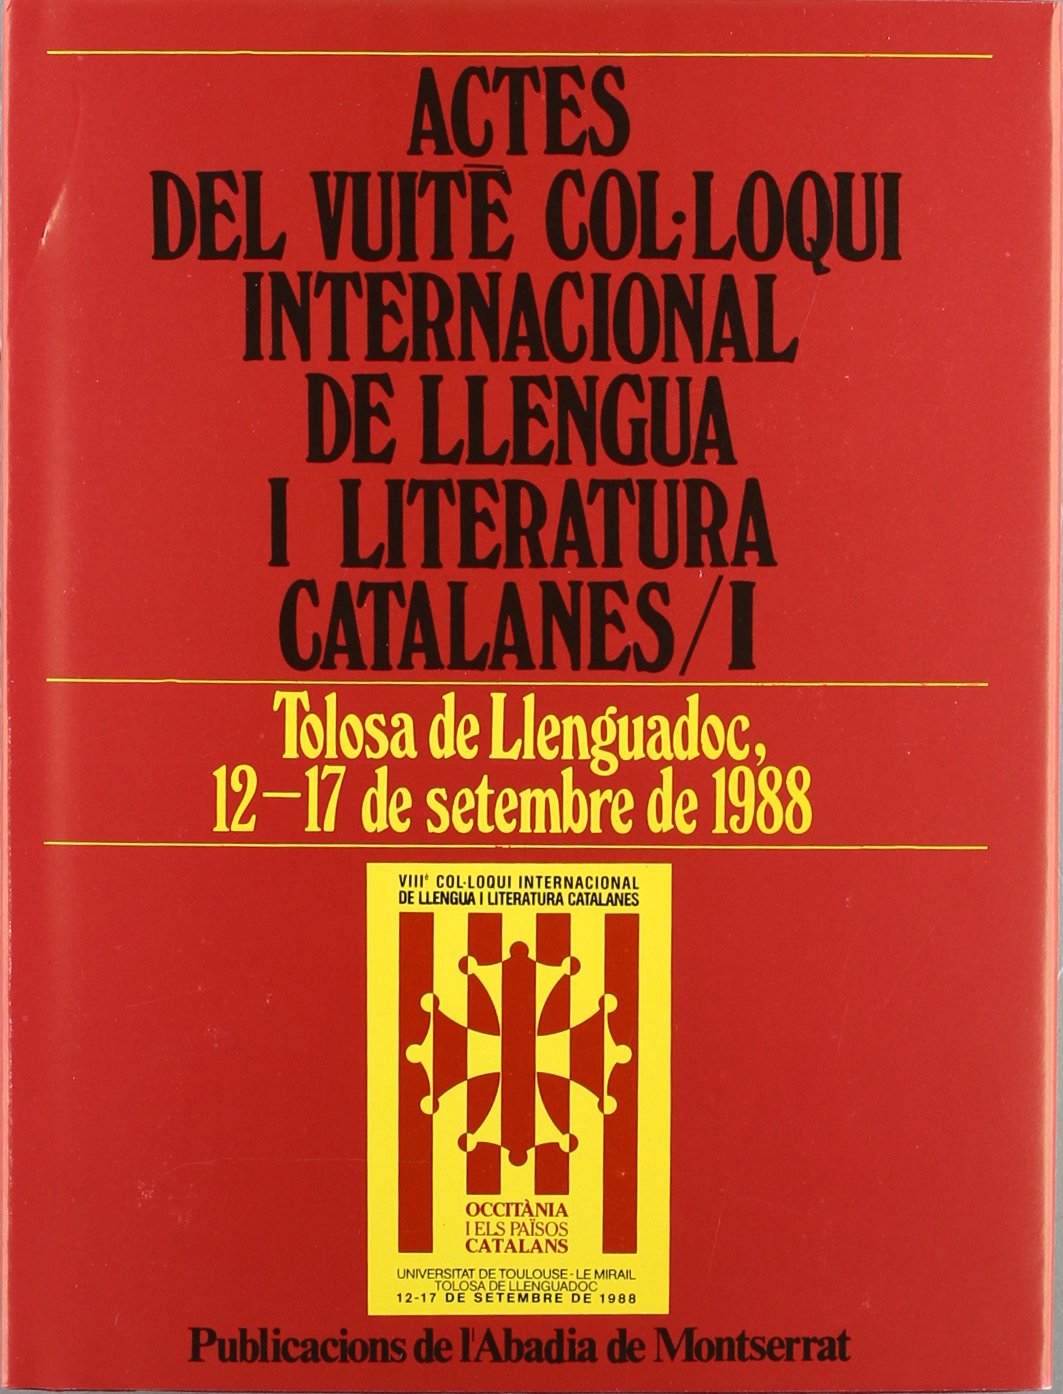 ACTES
DEL VUITÈ COL·LOQUI
INTERNACIONAL
DE LLENGUA
I LITERATURA
CATALANES/I
Tolosa de Llenguadoc,
12—17 de setembre de 1988
VIIIè COL·LOQUI INTERNACIONAL
DE LLENGUA I LITERATURA CATALANES
OCCITÀNIA
I ELS PAÏSOS
CATALANS
UNIVERSITAT DE TOULOUSE-LE MIRAIL
TOLOSA DE LLENGUADOC
12-17 DE SETEMBRE DE 1988
Publicacions de l'Abadia de Montserrat